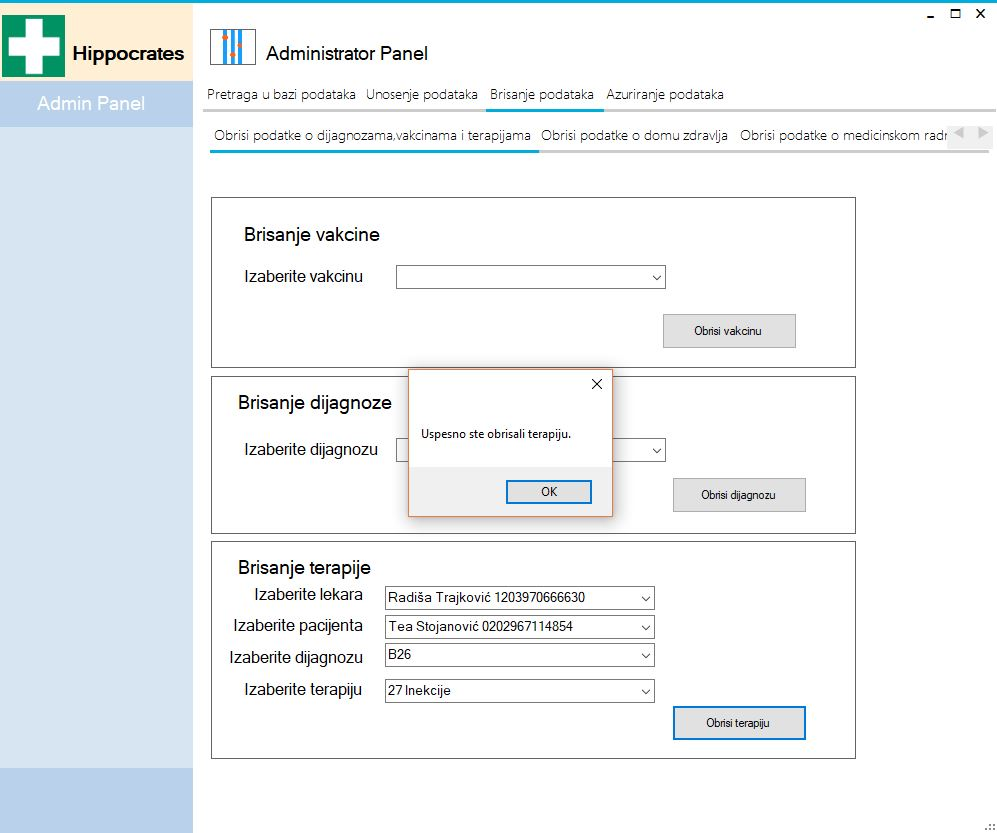 Hippocrates
Admin Panel
Administrator Panel
Pretraga u bazi podataka Unosenje podataka Brisanje podataka Azuriranje podataka
Obrisi podatke o dijagnozama,vakcinama i terapijama Obrisi podatke o domu zdravlja Obrisi podatke o medicinskom radr
Brisanje vakcine
Izaberite vakcinu
Obrisi vakcinu
Brisanje dijagnoze
Izaberite dijagnozu
Obrisi dijagnozu
Uspesno ste obrisali terapiju.
OK
Brisanje terapije
Izaberite lekara Radiša Trajković 1203970666630
Izaberite pacijenta Tea Stojanović 0202967114854
Izaberite dijagnozu B26
Izaberite terapiju 27 Inekcije
Obrisi terapiju